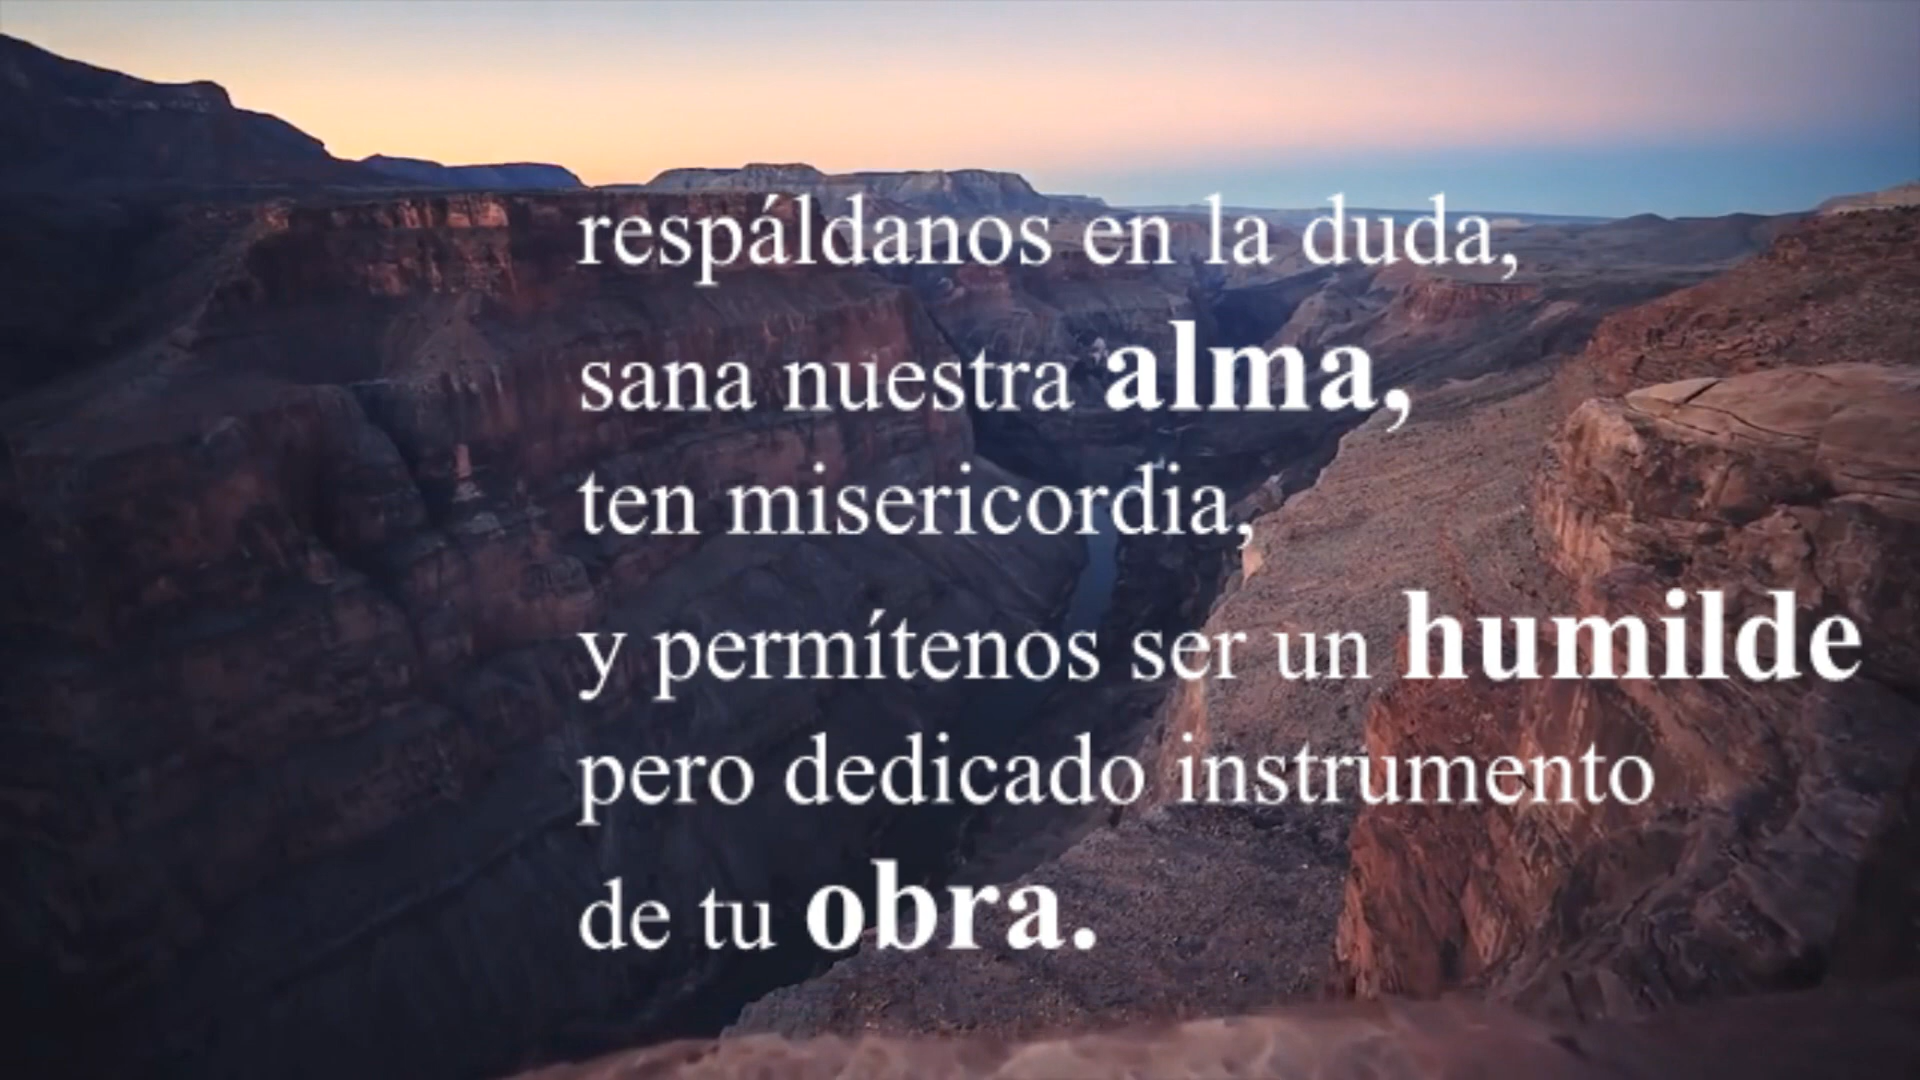 respáldanos en la duda,
sana nuestra alma,
ten misericordia,
y permítenos ser un humilde
pero dedicado instrumento
de tu obra.